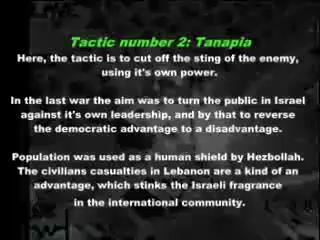 Tactic number 2: Tanapia
Here, the tactic is to cut off the sting of the enemy,
using it's own power.
In the last war the aim was to turn the public in Israel
against it's own leadership, and by that to reverse
the democratic advantage to a disadvantage.
Population was used as a human shield by Hezbollah.
The civilians casualties in Lebanon are a kind of an
advantage, which stinks the Israeli fragrance
in the international community.